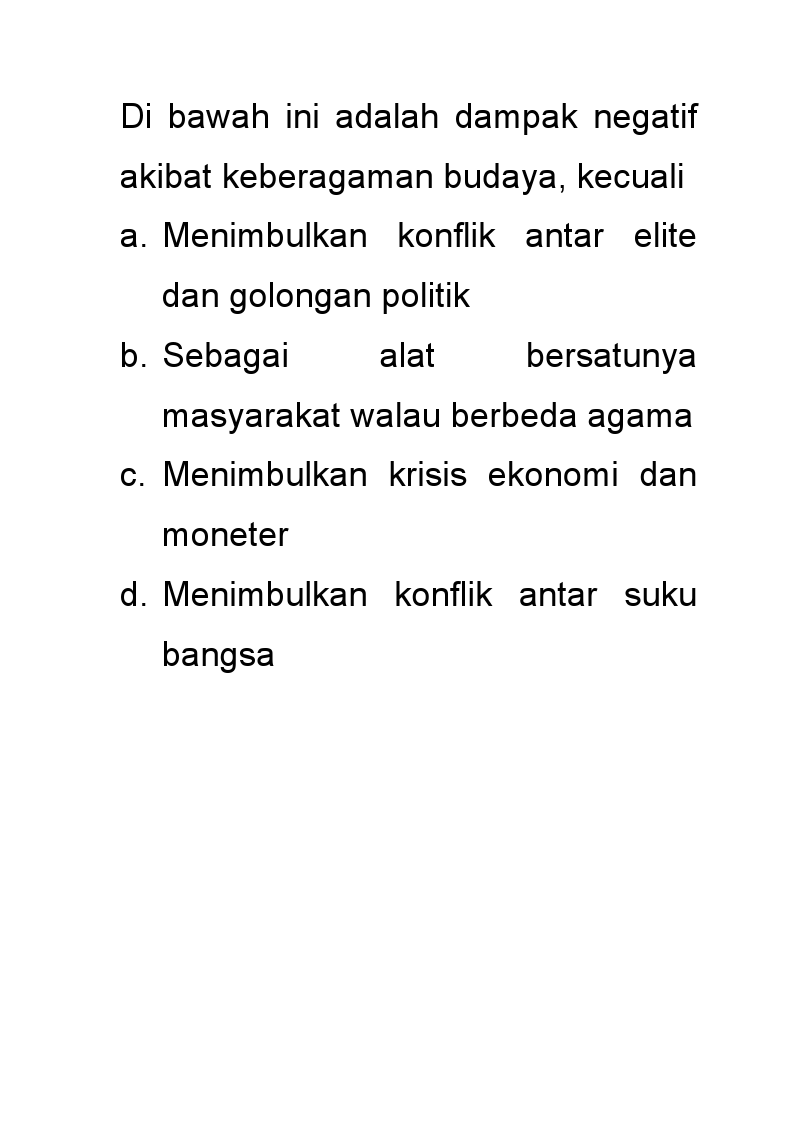 Di bawah ini adalah dampak negatif
akibat keberagaman budaya, kecuali
a. Menimbulkan konflik antar elite
dan golongan politik
b. Sebagai alat bersatunya
masyarakat walau berbeda agama
c. Menimbulkan krisis ekonomi dan
moneter
d. Menimbulkan konflik antar suku
bangsa